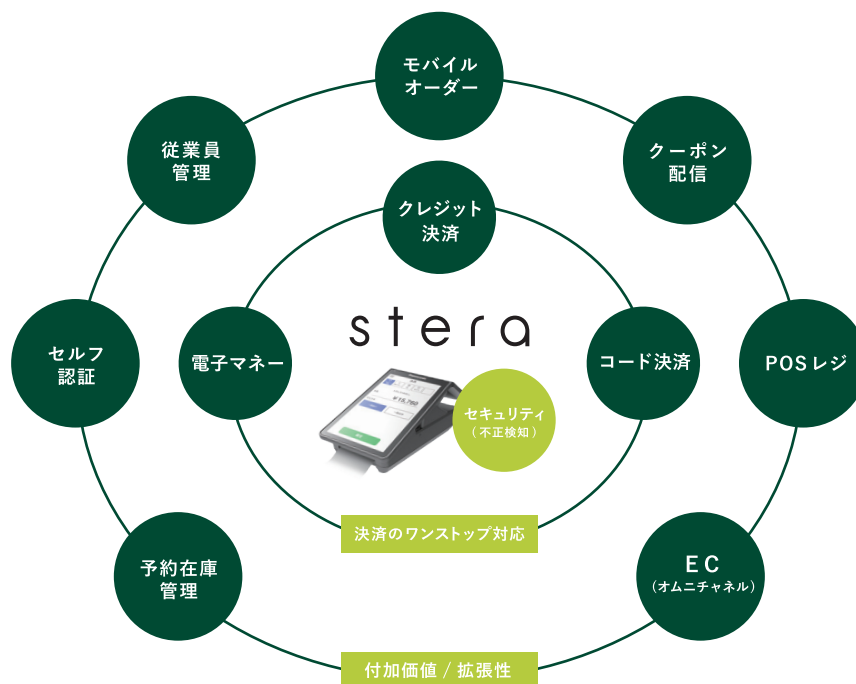 モバイル
オーダー
従業員
管理
クーポン
配信
クレジット
決済
stera
セルフ
認証
電子マネー
コード決済
POSレジ
¥15,760
セキュリティ
(不正検知)
決済のワンストップ対応
予約在庫
管理
EC
(オムニチャネル)
付加価値 / 拡張性